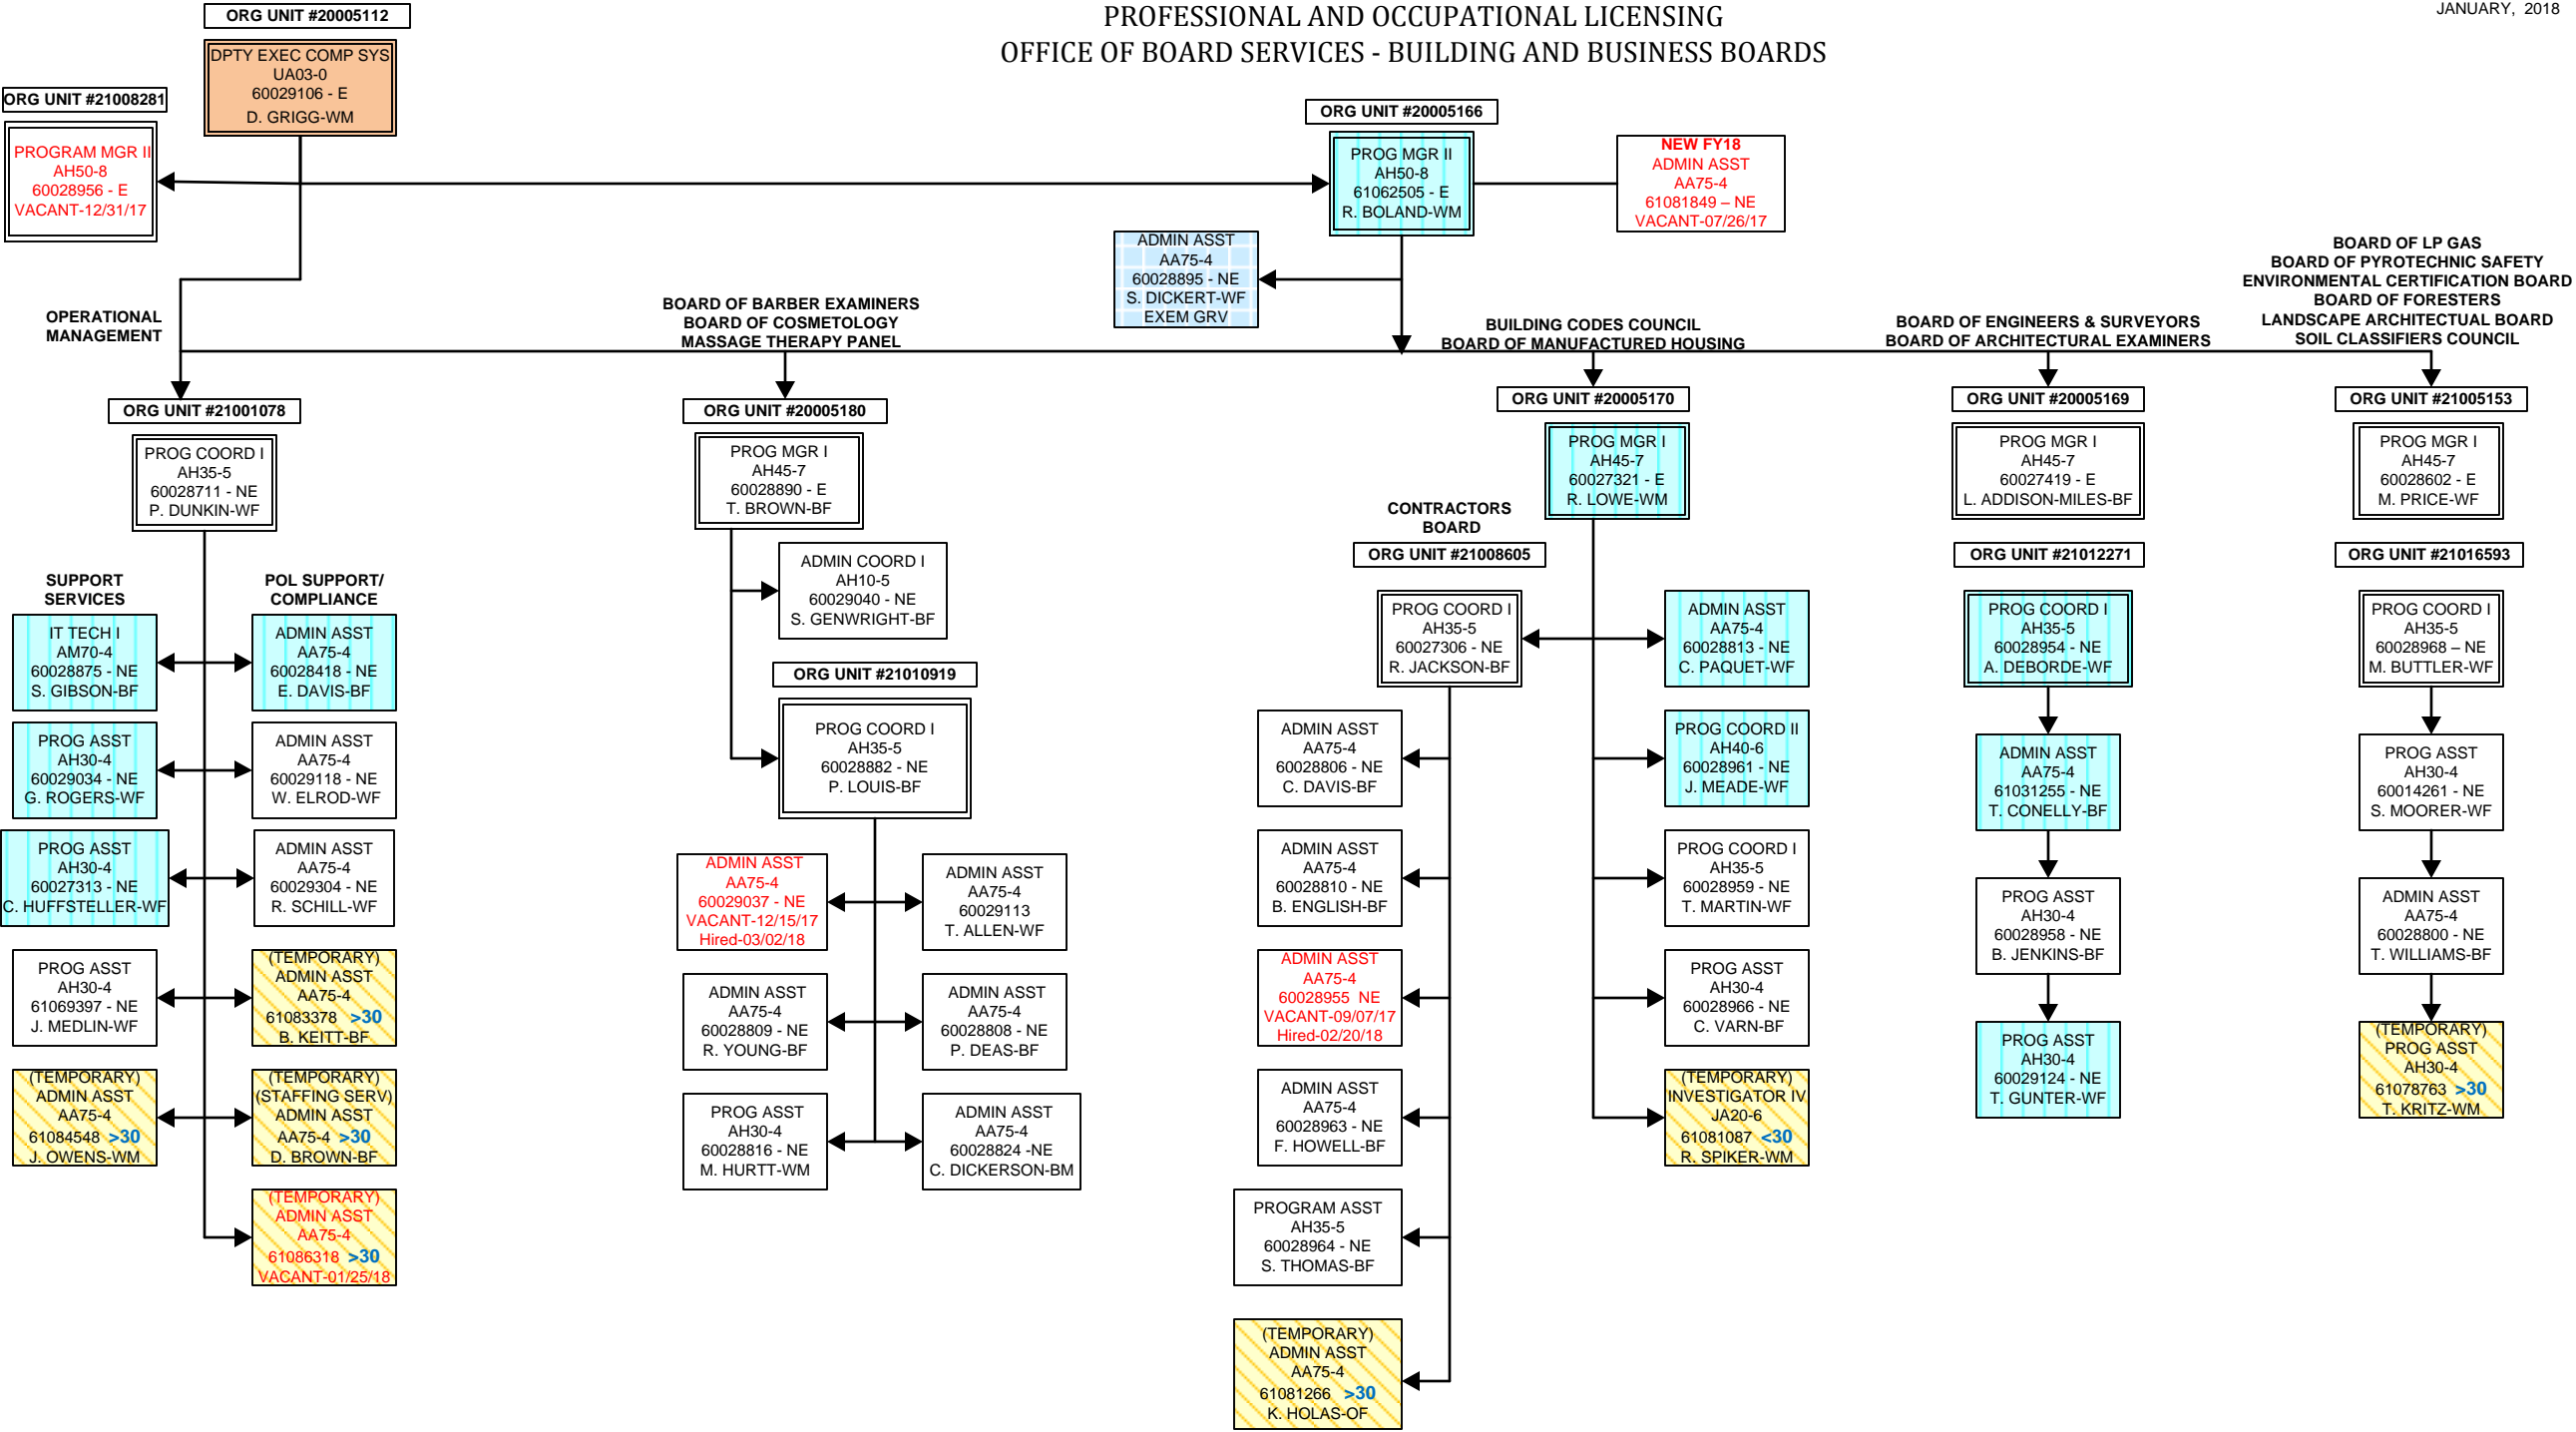 JANUARY, 2018
PROFESSIONAL AND OCCUPATIONAL LICENSING
OFFICE OF BOARD SERVICES - BUILDING AND BUSINESS BOARDS
ORG UNIT #20005112
DPTY EXEC COMP SYS
UA03-0
60029106 - E
D. GRIGG-WM
ORG UNIT #21008281
PROGRAM MGR II
AH50-8
60028956 - E
VACANT-12/31/17
ORG UNIT #20005166
PROG MGR II
AH50-8
61062505 - E
R. BOLAND-WM
NEW FY18
ADMIN ASST
AA75-4
61081849 – NE
VACANT-07/26/17
ADMIN ASST
AA75-4
60028895 - NE
S. DICKERT-WF
EXEM GRV
OPERATIONAL
MANAGEMENT
BOARD OF BARBER EXAMINERS
BOARD OF COSMETOLOGY
MASSAGE THERAPY PANEL
BUILDING CODES COUNCIL
BOARD OF MANUFACTURED HOUSING
BOARD OF ENGINEERS & SURVEYORS
BOARD OF ARCHITECTURAL EXAMINERS
BOARD OF LP GAS
BOARD OF PYROTECHNIC SAFETY
ENVIRONMENTAL CERTIFICATION BOARD
BOARD OF FORESTERS
LANDSCAPE ARCHITECTUAL BOARD
SOIL CLASSIFIERS COUNCIL
ORG UNIT #21001078
PROG COORD I
AH35-5
60028711 - NE
P. DUNKIN-WF
SUPPORT
SERVICES
POL SUPPORT/
COMPLIANCE
IT TECH I
AM70-4
60028875 - NE
S. GIBSON-BF
ADMIN ASST
AA75-4
60028418 - NE
E. DAVIS-BF
PROG ASST
AH30-4
60029034 - NE
G. ROGERS-WF
ADMIN ASST
AA75-4
60029118 - NE
W. ELROD-WF
PROG ASST
AH30-4
60027313 - NE
C. HUFFSTELLER-WF
ADMIN ASST
AA75-4
60029304 - NE
R. SCHILL-WF
PROG ASST
AH30-4
61069397 - NE
J. MEDLIN-WF
(TEMPORARY)
ADMIN ASST
AA75-4
61083378 >30
B. KEITT-BF
(TEMPORARY)
ADMIN ASST
AA75-4
61084548 >30
J. OWENS-WM
(TEMPORARY)
(STAFFING SERV)
ADMIN ASST
AA75-4 >30
D. BROWN-BF
(TEMPORARY)
ADMIN ASST
AA75-4
61086318 >30
VACANT-01/25/18
ORG UNIT #20005180
PROG MGR I
AH45-7
60028890 - E
T. BROWN-BF
ADMIN COORD I
AH10-5
60029040 - NE
S. GENWRIGHT-BF
ORG UNIT #21010919
PROG COORD I
AH35-5
60028882 - NE
P. LOUIS-BF
ADMIN ASST
AA75-4
60029037 - NE
VACANT-12/15/17
Hired-03/02/18
ADMIN ASST
AA75-4
60029113
T. ALLEN-WF
ADMIN ASST
AA75-4
60028809 - NE
R. YOUNG-BF
ADMIN ASST
AA75-4
60028808 - NE
P. DEAS-BF
PROG ASST
AH30-4
60028816 - NE
M. HURTT-WM
ADMIN ASST
AA75-4
60028824 -NE
C. DICKERSON-BM
ORG UNIT #20005170
PROG MGR I
AH45-7
60027321 - E
R. LOWE-WM
CONTRACTORS
BOARD
ORG UNIT #21008605
PROG COORD I
AH35-5
60027306 - NE
R. JACKSON-BF
ADMIN ASST
AA75-4
60028813 - NE
C. PAQUET-WF
ADMIN ASST
AA75-4
60028806 - NE
C. DAVIS-BF
PROG COORD II
AH40-6
60028961 - NE
J. MEADE-WF
ADMIN ASST
AA75-4
60028810 - NE
B. ENGLISH-BF
PROG COORD I
AH35-5
60028959 - NE
T. MARTIN-WF
ADMIN ASST
AA75-4
60028955 NE
VACANT-09/07/17
Hired-02/20/18
PROG ASST
AH30-4
60028966 - NE
C. VARN-BF
ADMIN ASST
AA75-4
60028963 - NE
F. HOWELL-BF
(TEMPORARY)
INVESTIGATOR IV
JA20-6
61081087 <30
R. SPIKER-WM
PROGRAM ASST
AH35-5
60028964 - NE
S. THOMAS-BF
(TEMPORARY)
ADMIN ASST
AA75-4
61081266 >30
K. HOLAS-OF
ORG UNIT #20005169
PROG MGR I
AH45-7
60027419 - E
L. ADDISON-MILES-BF
ORG UNIT #21012271
PROG COORD I
AH35-5
60028954 - NE
A. DEBORDE-WF
ADMIN ASST
AA75-4
61031255 - NE
T. CONELLY-BF
PROG ASST
AH30-4
60028958 - NE
B. JENKINS-BF
PROG ASST
AH30-4
60029124 - NE
T. GUNTER-WF
ORG UNIT #21005153
PROG MGR I
AH45-7
60028602 - E
M. PRICE-WF
ORG UNIT #21016593
PROG COORD I
AH35-5
60028968 – NE
M. BUTTLER-WF
PROG ASST
AH30-4
60014261 - NE
S. MOORER-WF
ADMIN ASST
AA75-4
60028800 - NE
T. WILLIAMS-BF
(TEMPORARY)
PROG ASST
AH30-4
61078763 >30
T. KRITZ-WM